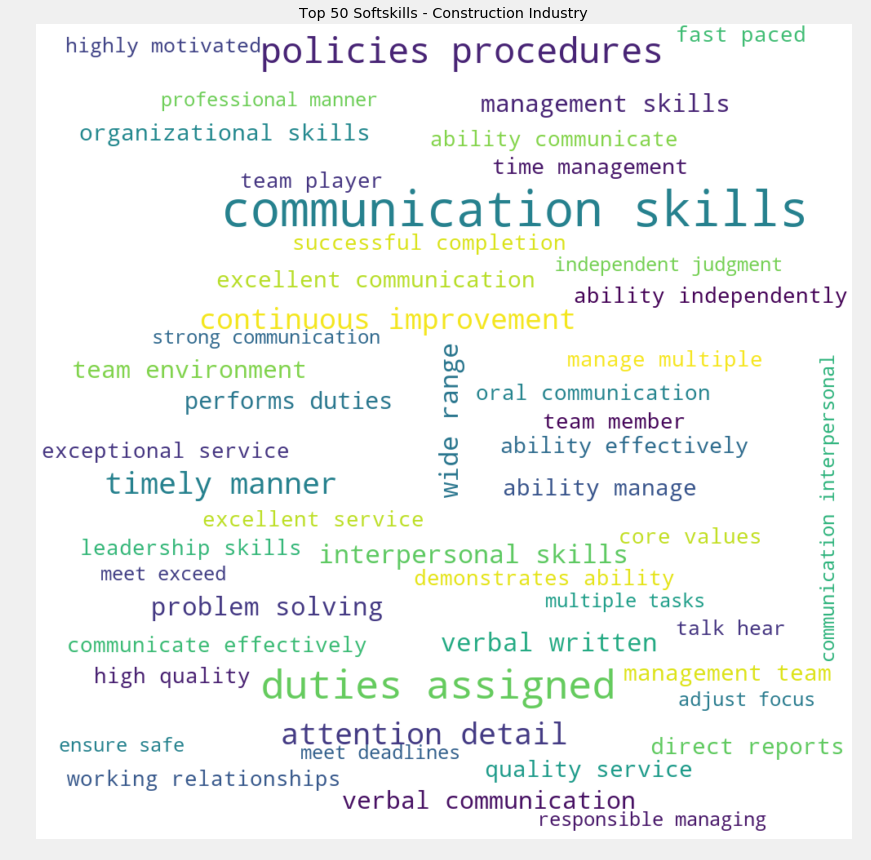 Top 50 Softskills - Construction Industry
fast paced
highly motivated
policies procedures
professional manner
management skills
organizational skills
ability communicate
time management
team player
communication skills
successful completion
independent judgment
excellent communication
ability independently
continuous improvement
strong communication
manage multiple
team environment
wide range
oral communication
performs duties
communication interpersonal
team member
ability effectively
exceptional service
timely manner
ability manage
excellent service
core values
leadership skills
interpersonal skills
meet exceed
demonstrates ability
multiple tasks
problem solving
talk hear
communicate effectively
verbal written
high quality
management team
duties assigned
adjust focus
attention detail
ensure safe
meet deadlines
direct reports
quality service
working relationships
verbal communication
responsible managing